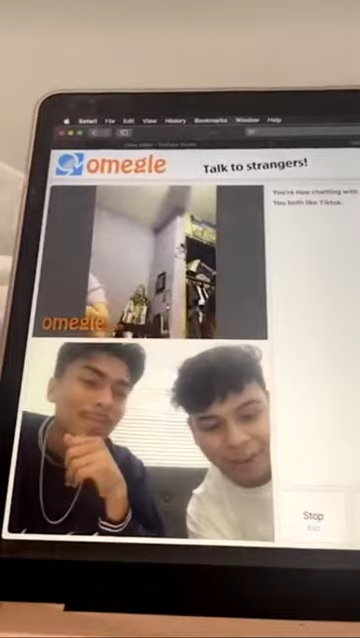 Safari File Edit View History Bookmarks Window Help
omegle Talk to strangers!
You're now chatting with
You both like Tiktok.
omegle
Stop
Esc